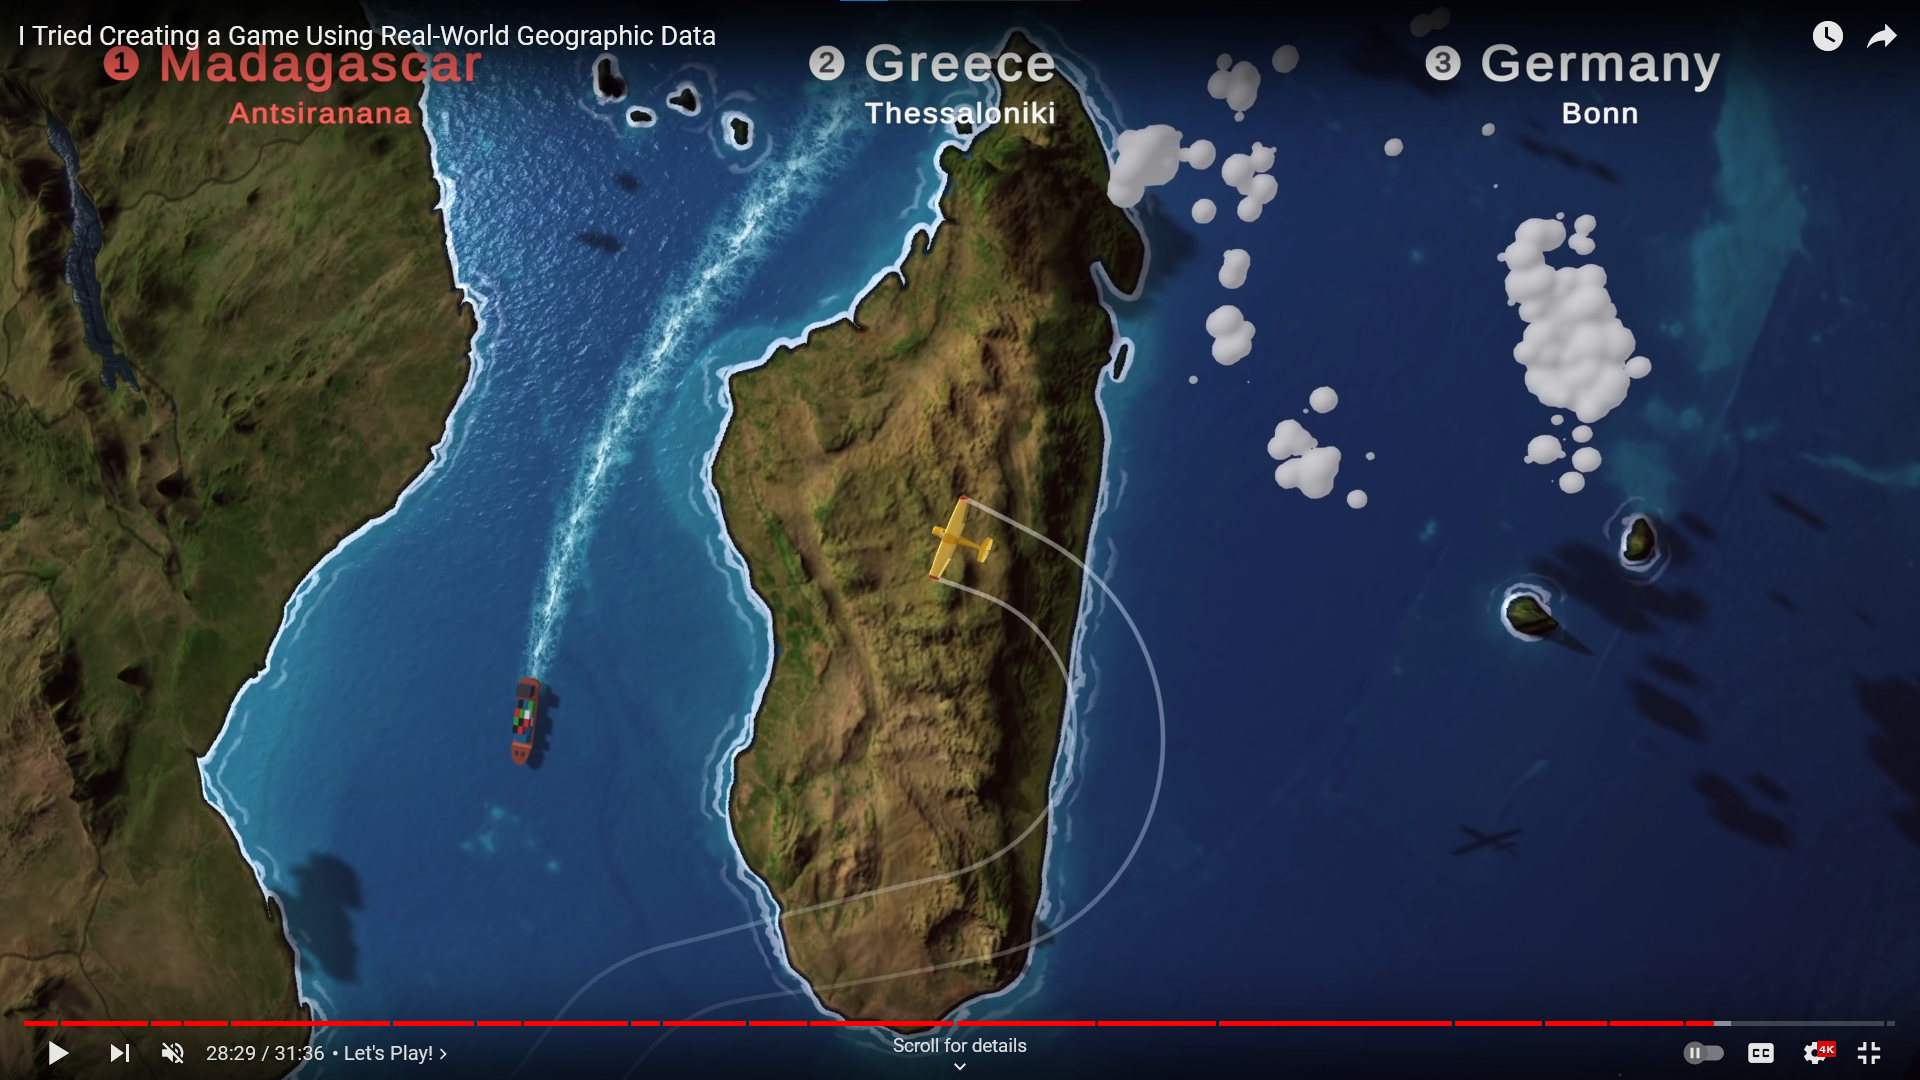 I Tried Creating a Game Using Real-World Geographic Data
1 Madagascar
Antsiranana
2 Greece
Thessaloniki
3 Germany
Bonn
Scroll for details
28:29 / 31:36 • Let's Play! ›
CC
4K